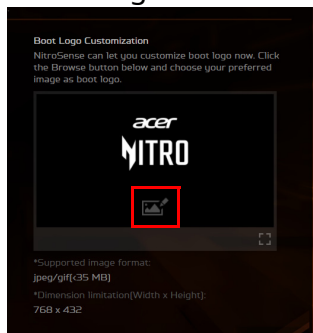 Boot Logo Customization
NitroSense can let you customize boot logo now. Click
the Browse button below and choose your preferred
image as boot logo.
acer
NITRO
*Supported image format:
jpeg/gif(<35 MB)
*Dimension limitation(Width x Height):
768 x 432